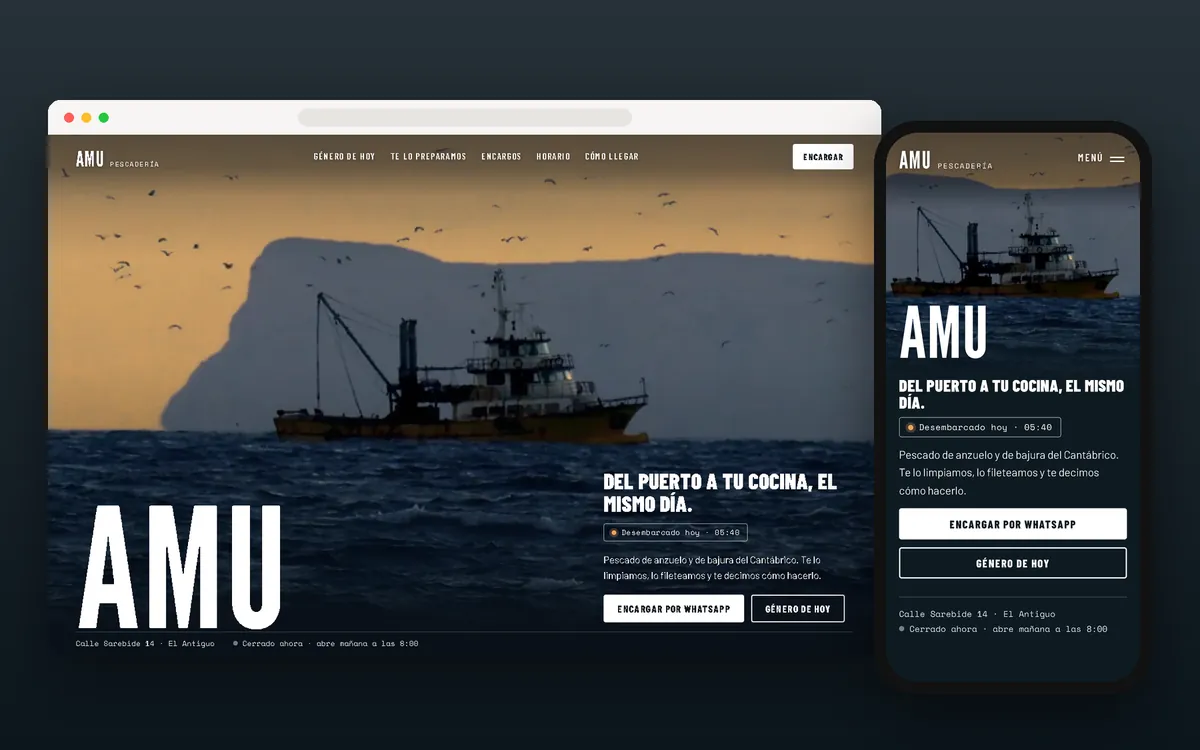 AMU PESCADERÍA
GÉNERO DE HOY TE LO PREPARAMOS ENCARGOS HORARIO CÓMO LLEGAR
ENCARGAR
DEL PUERTO A TU COCINA, EL
MISMO DÍA.
Desembarcado hoy · 05:40
Pescado de anzuelo y de bajura del Cantábrico. Te lo
limpiamos, lo fileteamos y te decimos cómo hacerlo.
ENCARGAR POR WHATSAPP GÉNERO DE HOY
AMU
Calle Sarebide 14 · El Antiguo Cerrado ahora · abre mañana a las 8:00
AMU PESCADERÍA
MENÚ
AMU
DEL PUERTO A TU COCINA, EL MISMO
DÍA.
Desembarcado hoy · 05:40
Pescado de anzuelo y de bajura del Cantábrico.
Te lo limpiamos, lo fileteamos y te decimos
cómo hacerlo.
ENCARGAR POR WHATSAPP
GÉNERO DE HOY
Calle Sarebide 14 · El Antiguo
Cerrado ahora · abre mañana a las 8:00